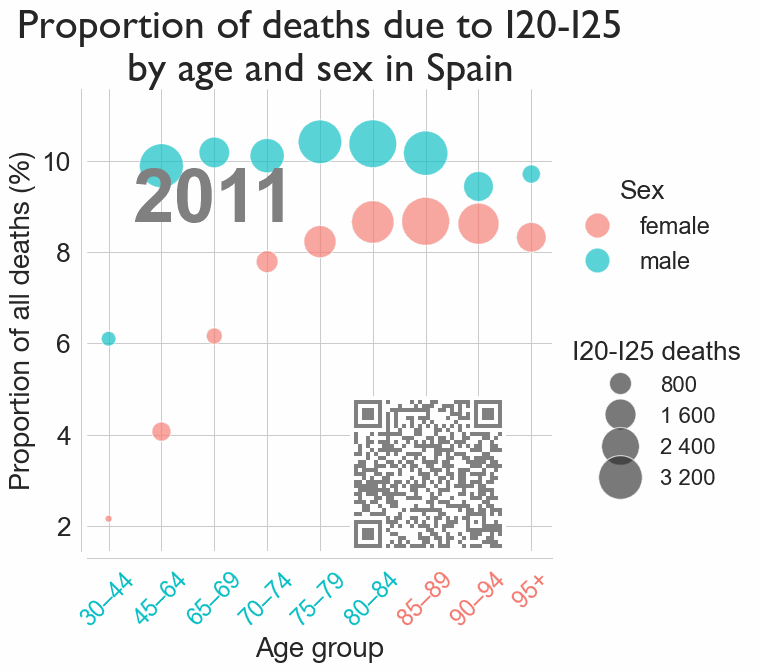 Proportion of deaths due to I20-I25
by age and sex in Spain
Proportion of all deaths (%)
10
8
6
4
2
2011
30–44
45–64
65–69
70–74
75–79
80–84
85–89
90–94
95+
Age group
Sex
female
male
I20-I25 deaths
800
1 600
2 400
3 200